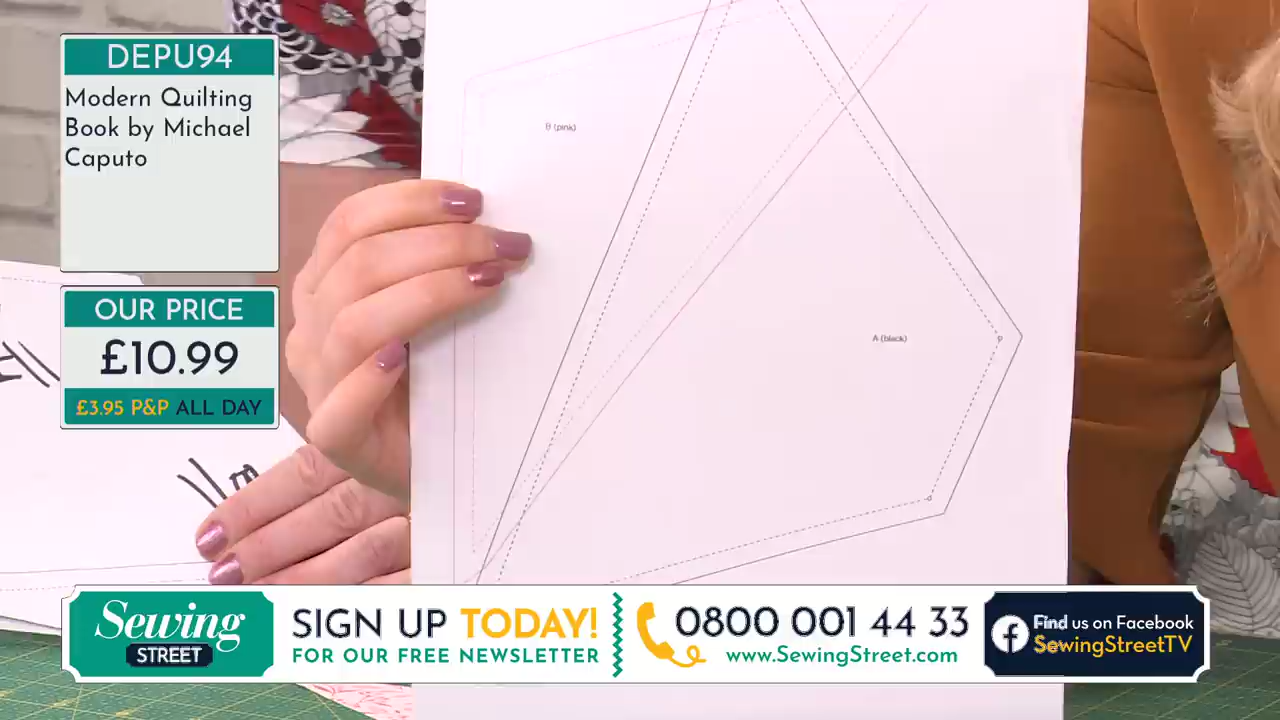 DEPU94
Modern Quilting
Book by Michael
Caputo
OUR PRICE
£10.99
£3.95 P&P ALL DAY
B (pink)
A (black)
Sewing
STREET
SIGN UP TODAY!
FOR OUR FREE NEWSLETTER
0800 001 44 33
www.SewingStreet.com
Find us on Facebook
SewingStreetTV